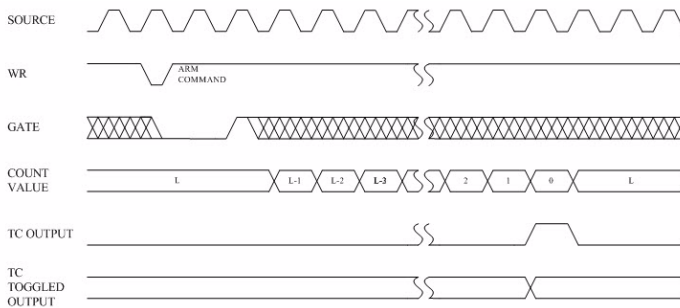 SOURCE
WR
ARM
COMMAND
GATE
COUNT
VALUE
L
L-1
L-2
L-3
2
1
0
L
TC OUTPUT
TC
TOGGLED
OUTPUT